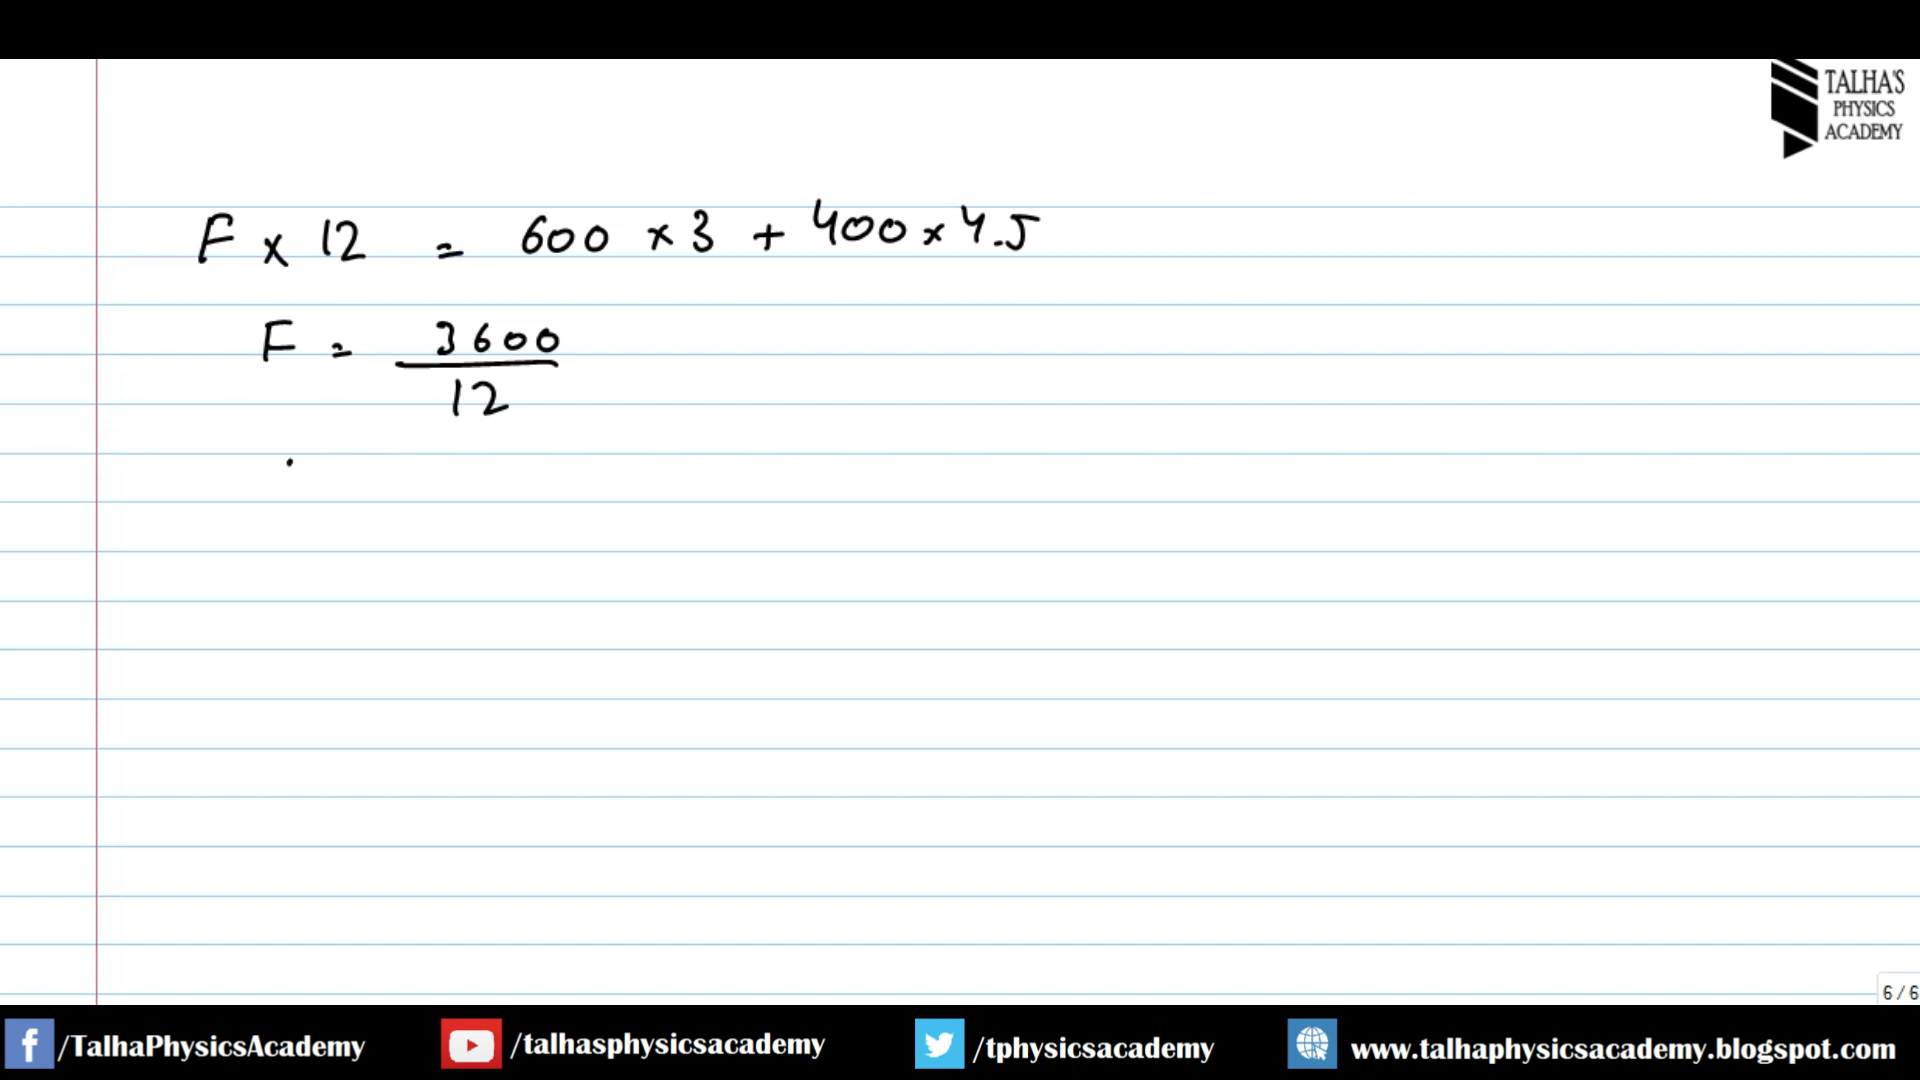 TALHA'S
PHYSICS
ACADEMY
F × 12 = 600 × 3 + 400 × 4.5
F = 3600
12
6 / 6
/TalhaPhysicsAcademy /talhasphysicsacademy /tphysicsacademy www.talhaphysicsacademy.blogspot.com